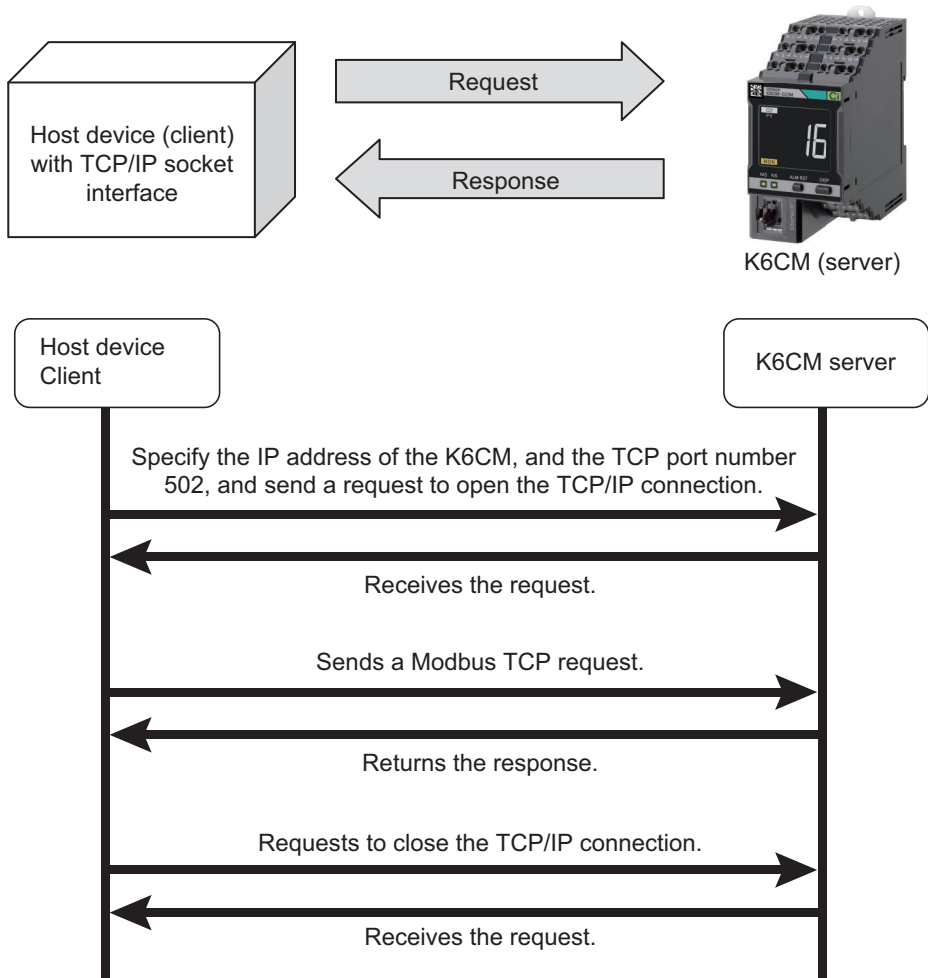 Host device (client)
with TCP/IP socket
interface
Request
Response
Ci
PV
16
ALM RST
DISP
K6CM (server)
Host device
Client
K6CM server
Specify the IP address of the K6CM, and the TCP port number
502, and send a request to open the TCP/IP connection.
Receives the request.
Sends a Modbus TCP request.
Returns the response.
Requests to close the TCP/IP connection.
Receives the request.